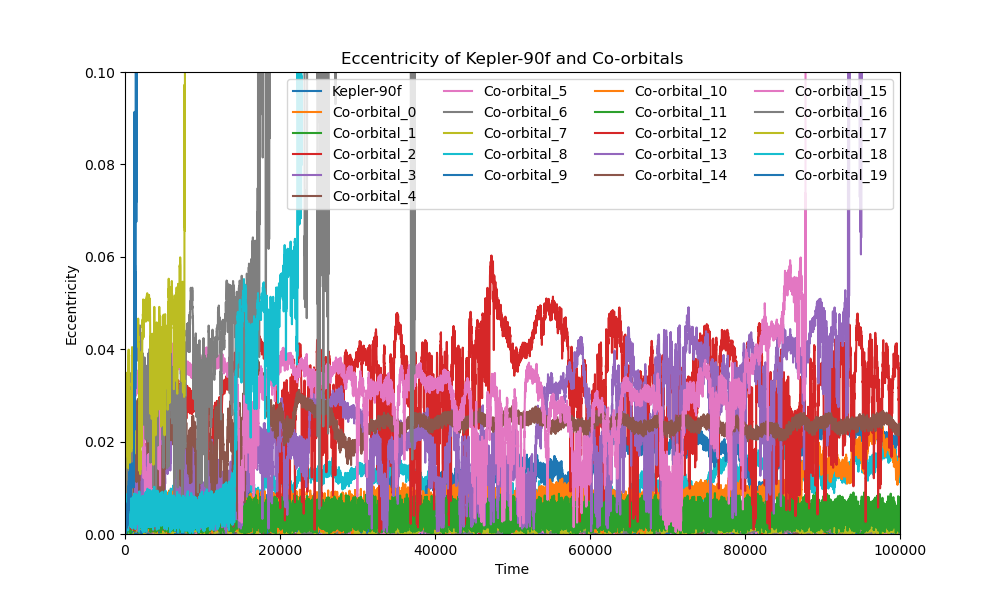 Eccentricity of Kepler-90f and Co-orbitals
0.10
0.08
0.06
0.04
0.02
0.00
Eccentricity
Kepler-90f
Co-orbital_0
Co-orbital_1
Co-orbital_2
Co-orbital_3
Co-orbital_4
Co-orbital_5
Co-orbital_6
Co-orbital_7
Co-orbital_8
Co-orbital_9
Co-orbital_10
Co-orbital_11
Co-orbital_12
Co-orbital_13
Co-orbital_14
Co-orbital_15
Co-orbital_16
Co-orbital_17
Co-orbital_18
Co-orbital_19
0 20000 40000 60000 80000 100000
Time